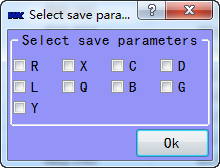 Select save para...
Select save parameters
R X C D
L Q B G
Y
Ok